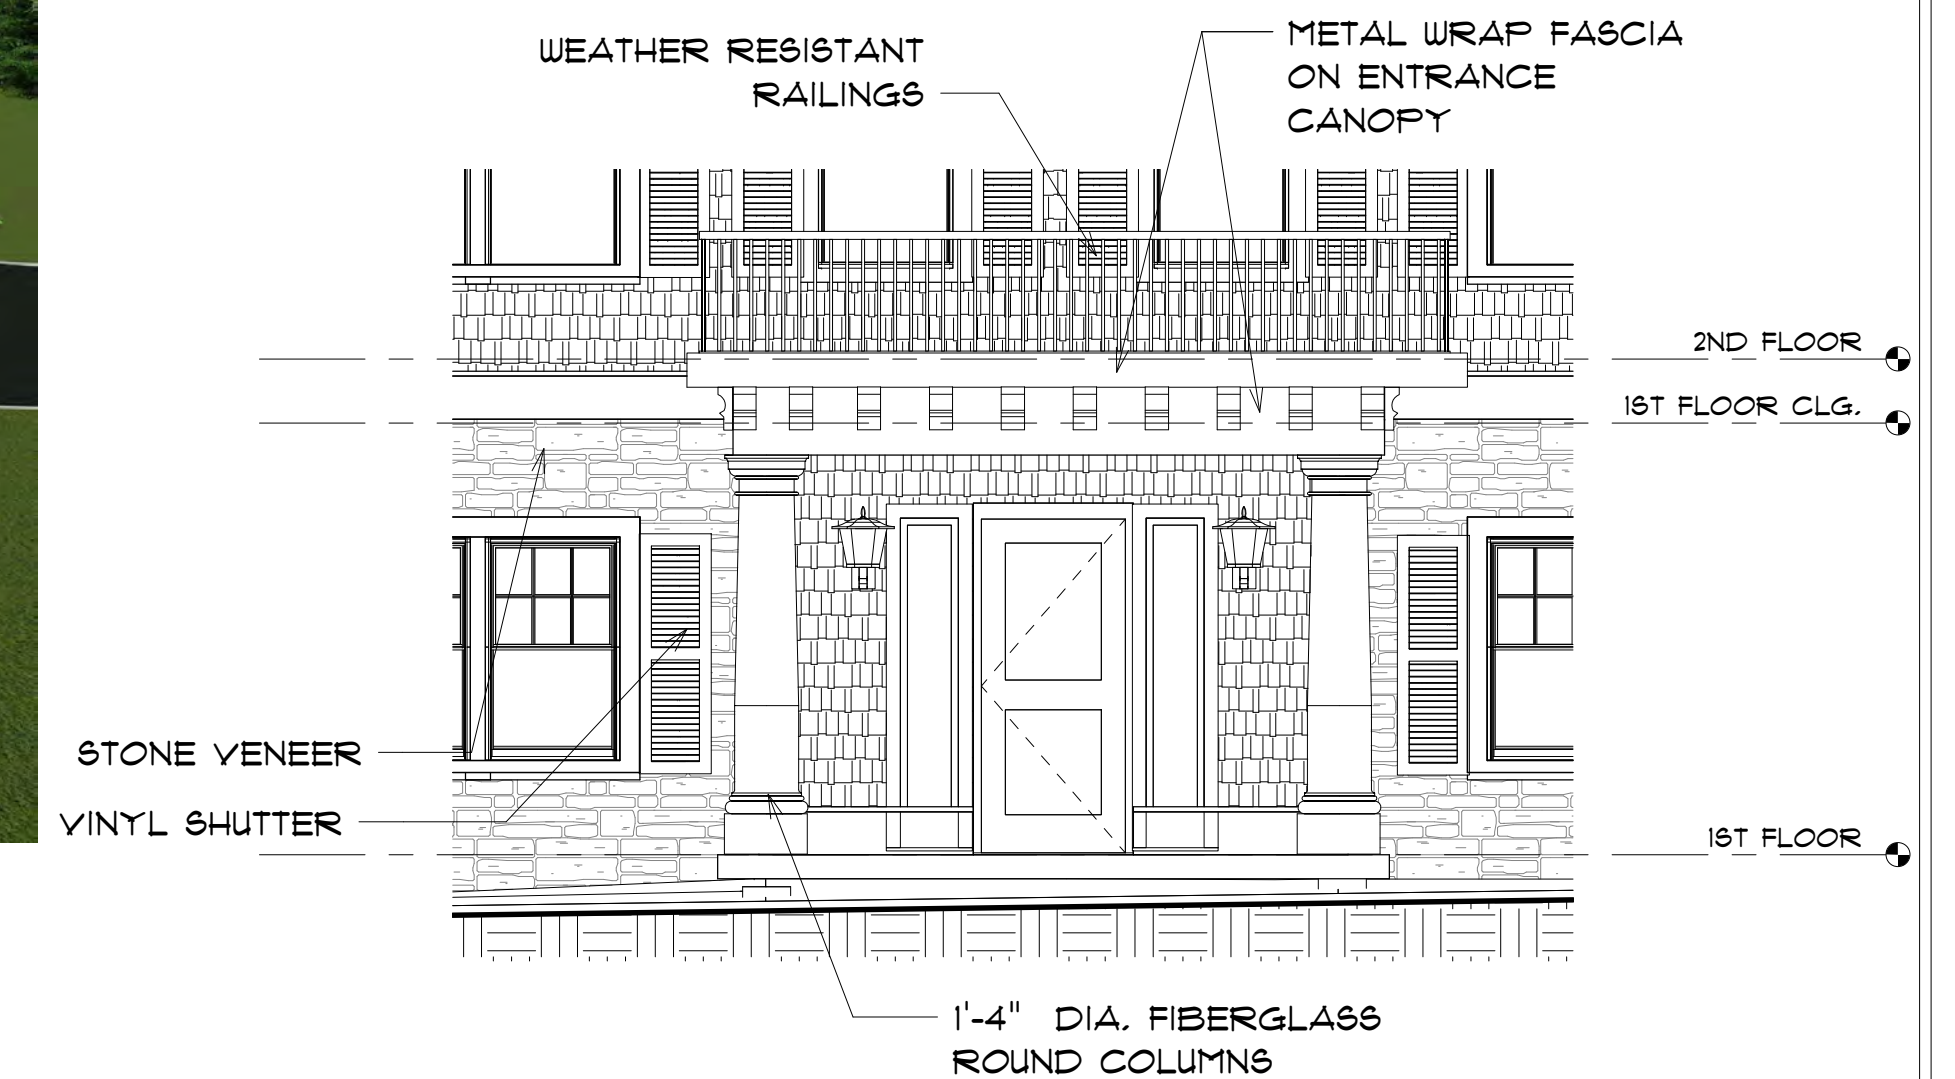 WEATHER RESISTANT
RAILINGS
METAL WRAP FASCIA
ON ENTRANCE
CANOPY
2ND FLOOR
1ST FLOOR CLG.
STONE VENEER
VINYL SHUTTER
1ST FLOOR
1'-4" DIA. FIBERGLASS
ROUND COLUMNS